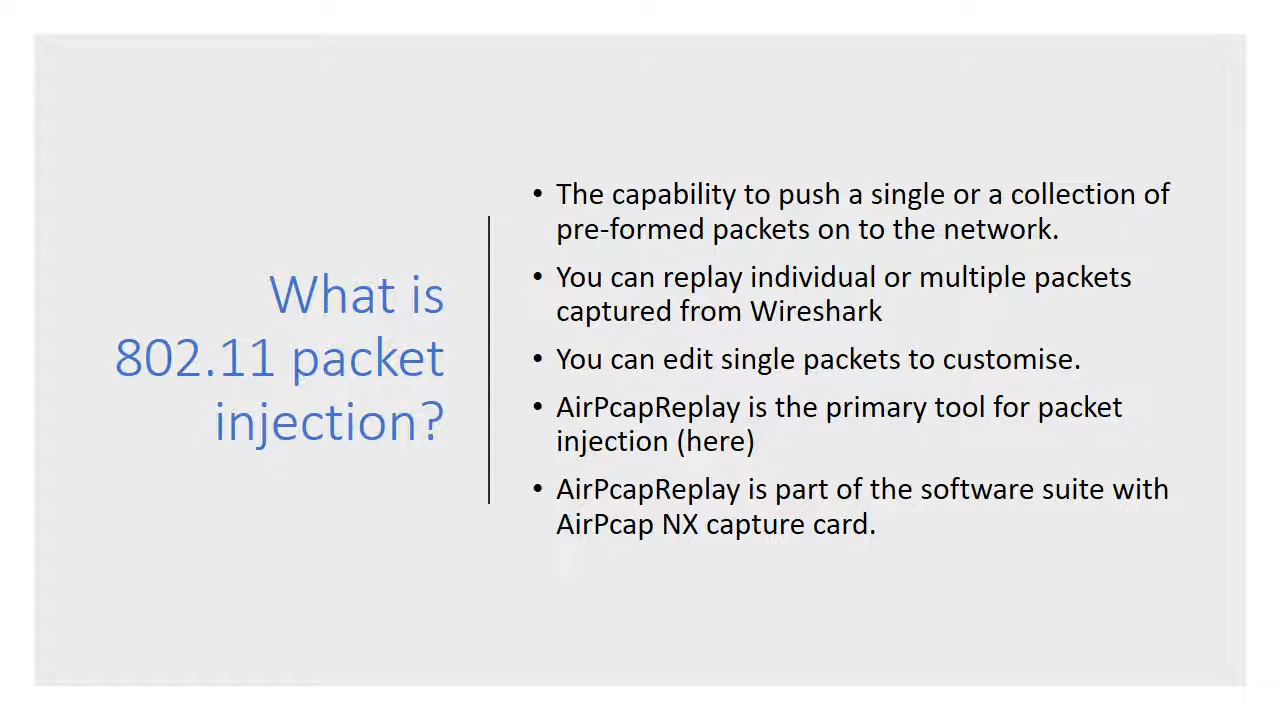 What is
802.11 packet
injection?
• The capability to push a single or a collection of
pre-formed packets on to the network.
• You can replay individual or multiple packets
captured from Wireshark
• You can edit single packets to customise.
• AirPcapReplay is the primary tool for packet
injection (here)
• AirPcapReplay is part of the software suite with
AirPcap NX capture card.